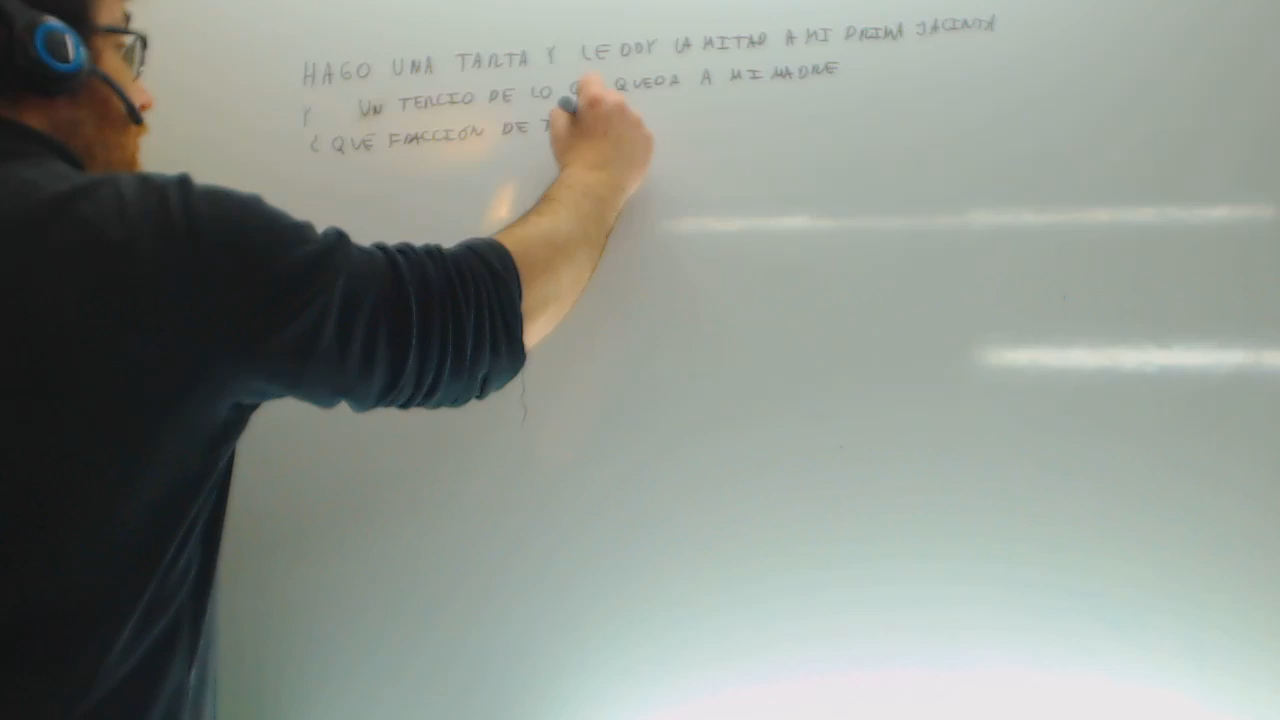 HAGO UNA TARTA Y LE DOY LA MITAD A MI PRIMA JACINTA
Y UN TERCIO DE LO QUEDA A MI MADRE
¿QUE FRACCIÓN DE